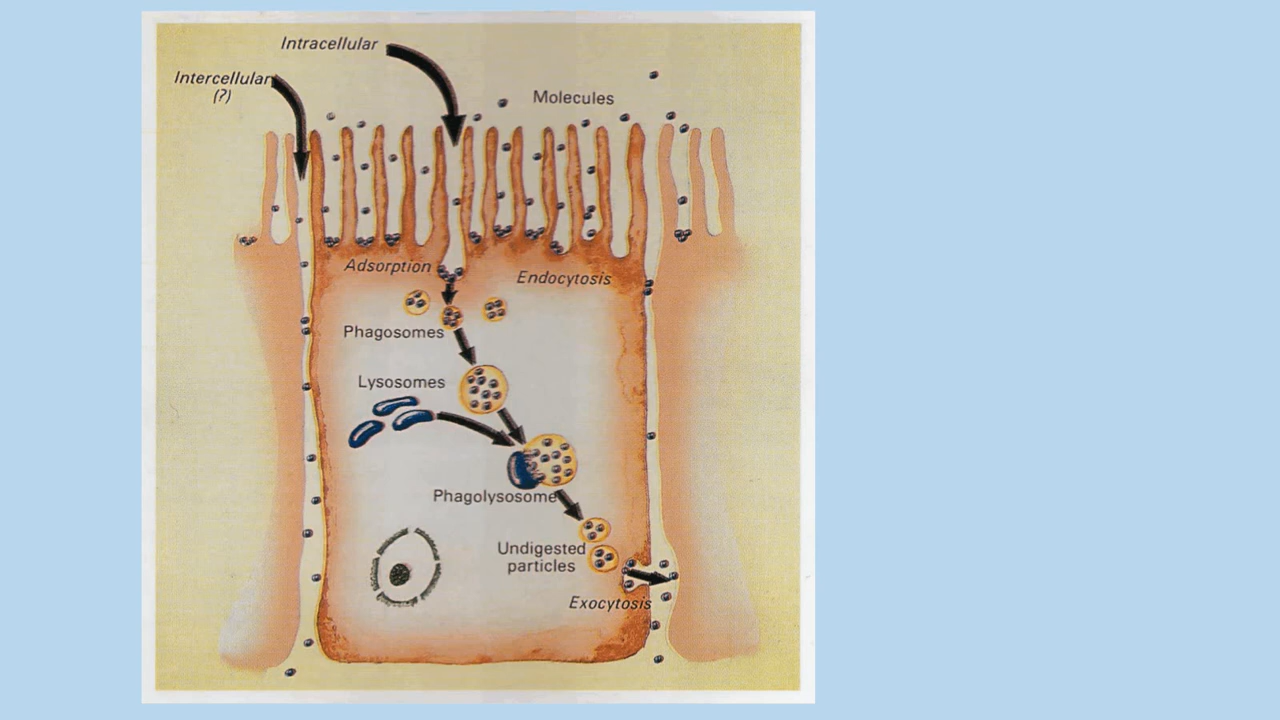 Intracellular
Intercellular
(?)
Molecules
Adsorption
Endocytosis
Phagosomes
Lysosomes
Phagolysosome
Undigested
particles
Exocytosis